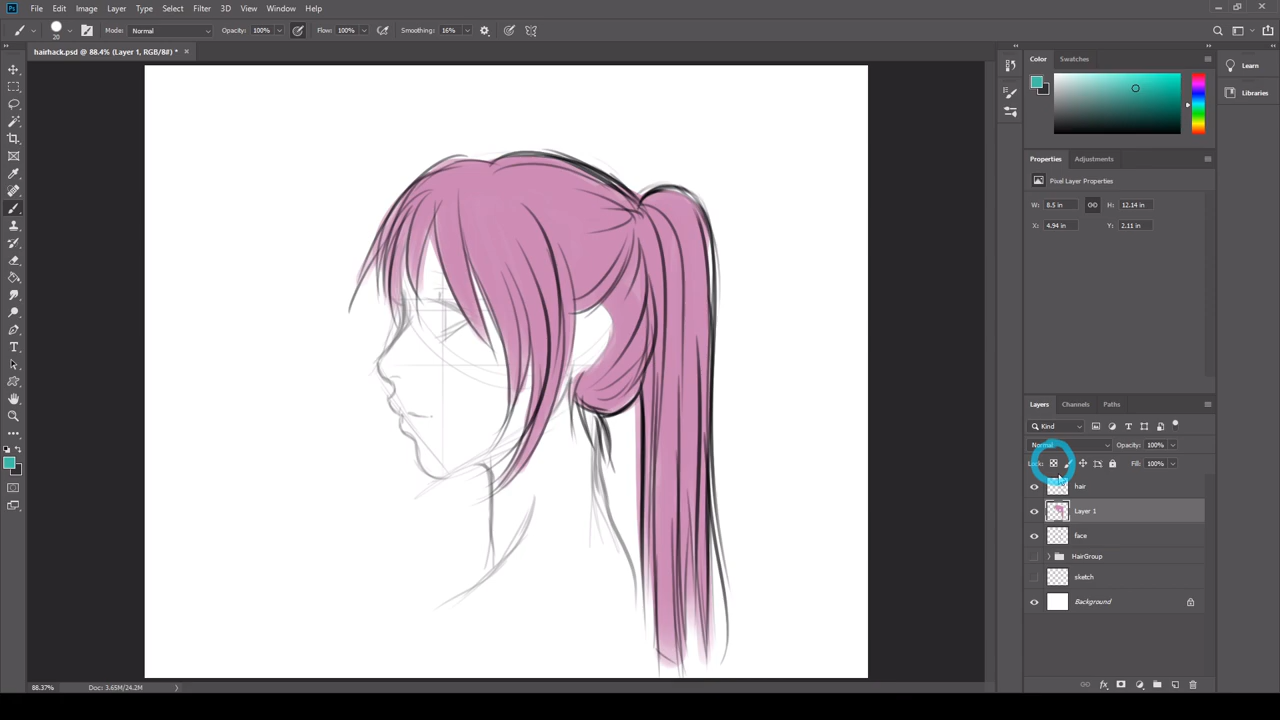 Ps File Edit Image Layer Type Select Filter 3D View Window Help
20 Mode: Normal Opacity: 100% Flow: 100% Smoothing: 16%
hairhack.psd @ 88.4% (Layer 1, RGB/8#) * ×
Color Swatches
Learn
Libraries
Properties Adjustments
Pixel Layer Properties
W: 8.5 in H: 12.14 in
X: 4.94 in Y: 2.11 in
Layers Channels Paths
Kind
Normal Opacity: 100%
Lock: Fill: 100%
hair
Layer 1
face
HairGroup
sketch
Background
88.37% Doc: 3.65M/24.2M